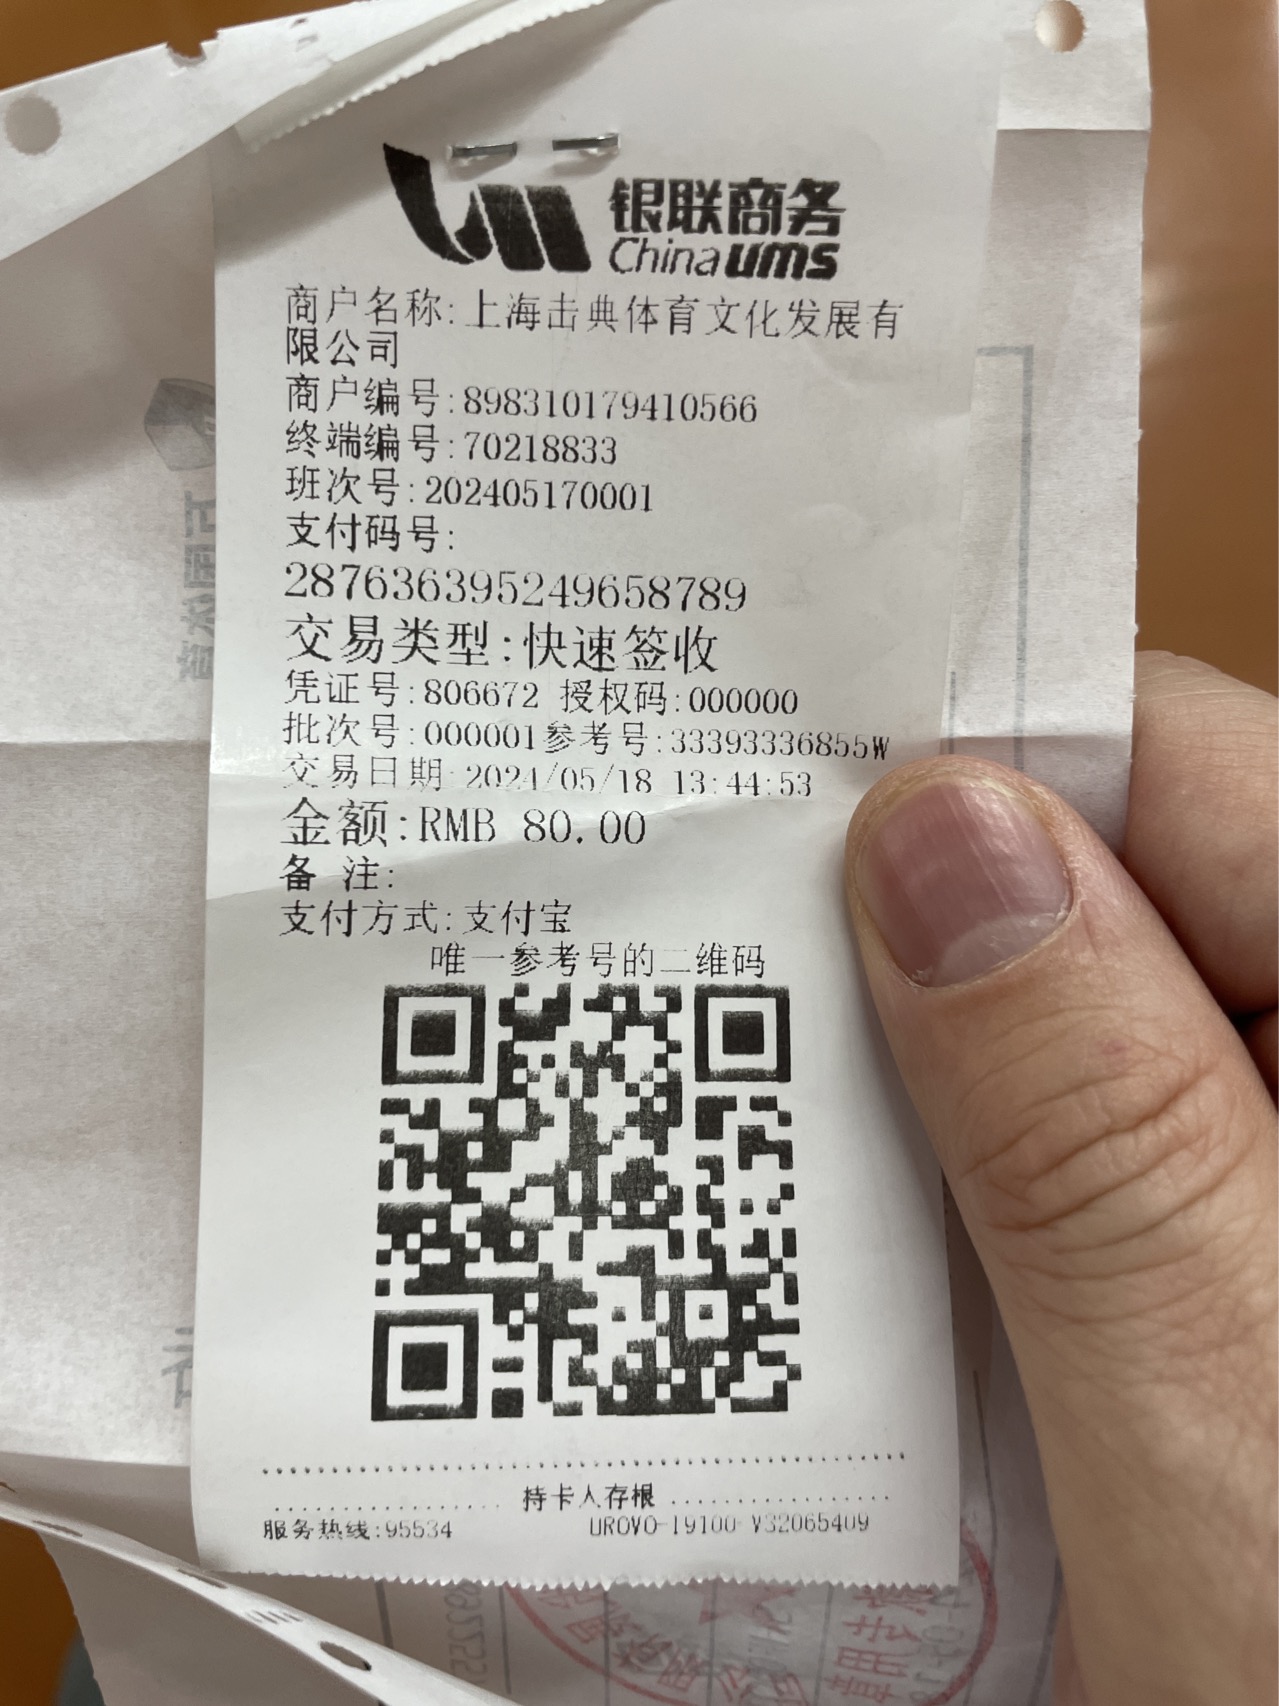 银联商务
Chinaums
商户名称:上海击典体育文化发展有
限公司
商户编号:898310179410566
终端编号:70218833
班次号:202405170001
支付码号:
287636395249658789
交易类型:快速签收
凭证号:806672 授权码:000000
批次号:000001参考号:33393336855W
交易日期 2024/05/18 13:44:53
金额:RMB 80.00
备 注:
支付方式:支付宝
唯一参考号的二维码
持卡人存根
服务热线:95534 UROVO-I9100-V32065409